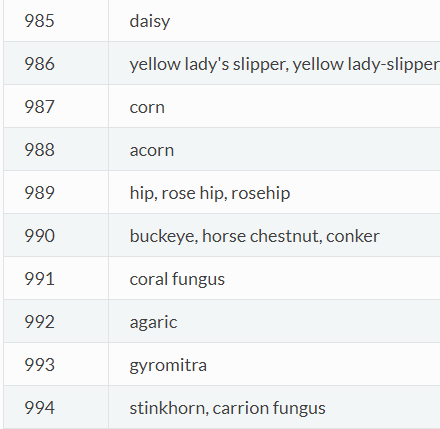 985 daisy
986 yellow lady's slipper, yellow lady-slipper
987 corn
988 acorn
989 hip, rose hip, rosehip
990 buckeye, horse chestnut, conker
991 coral fungus
992 agaric
993 gyromitra
994 stinkhorn, carrion fungus